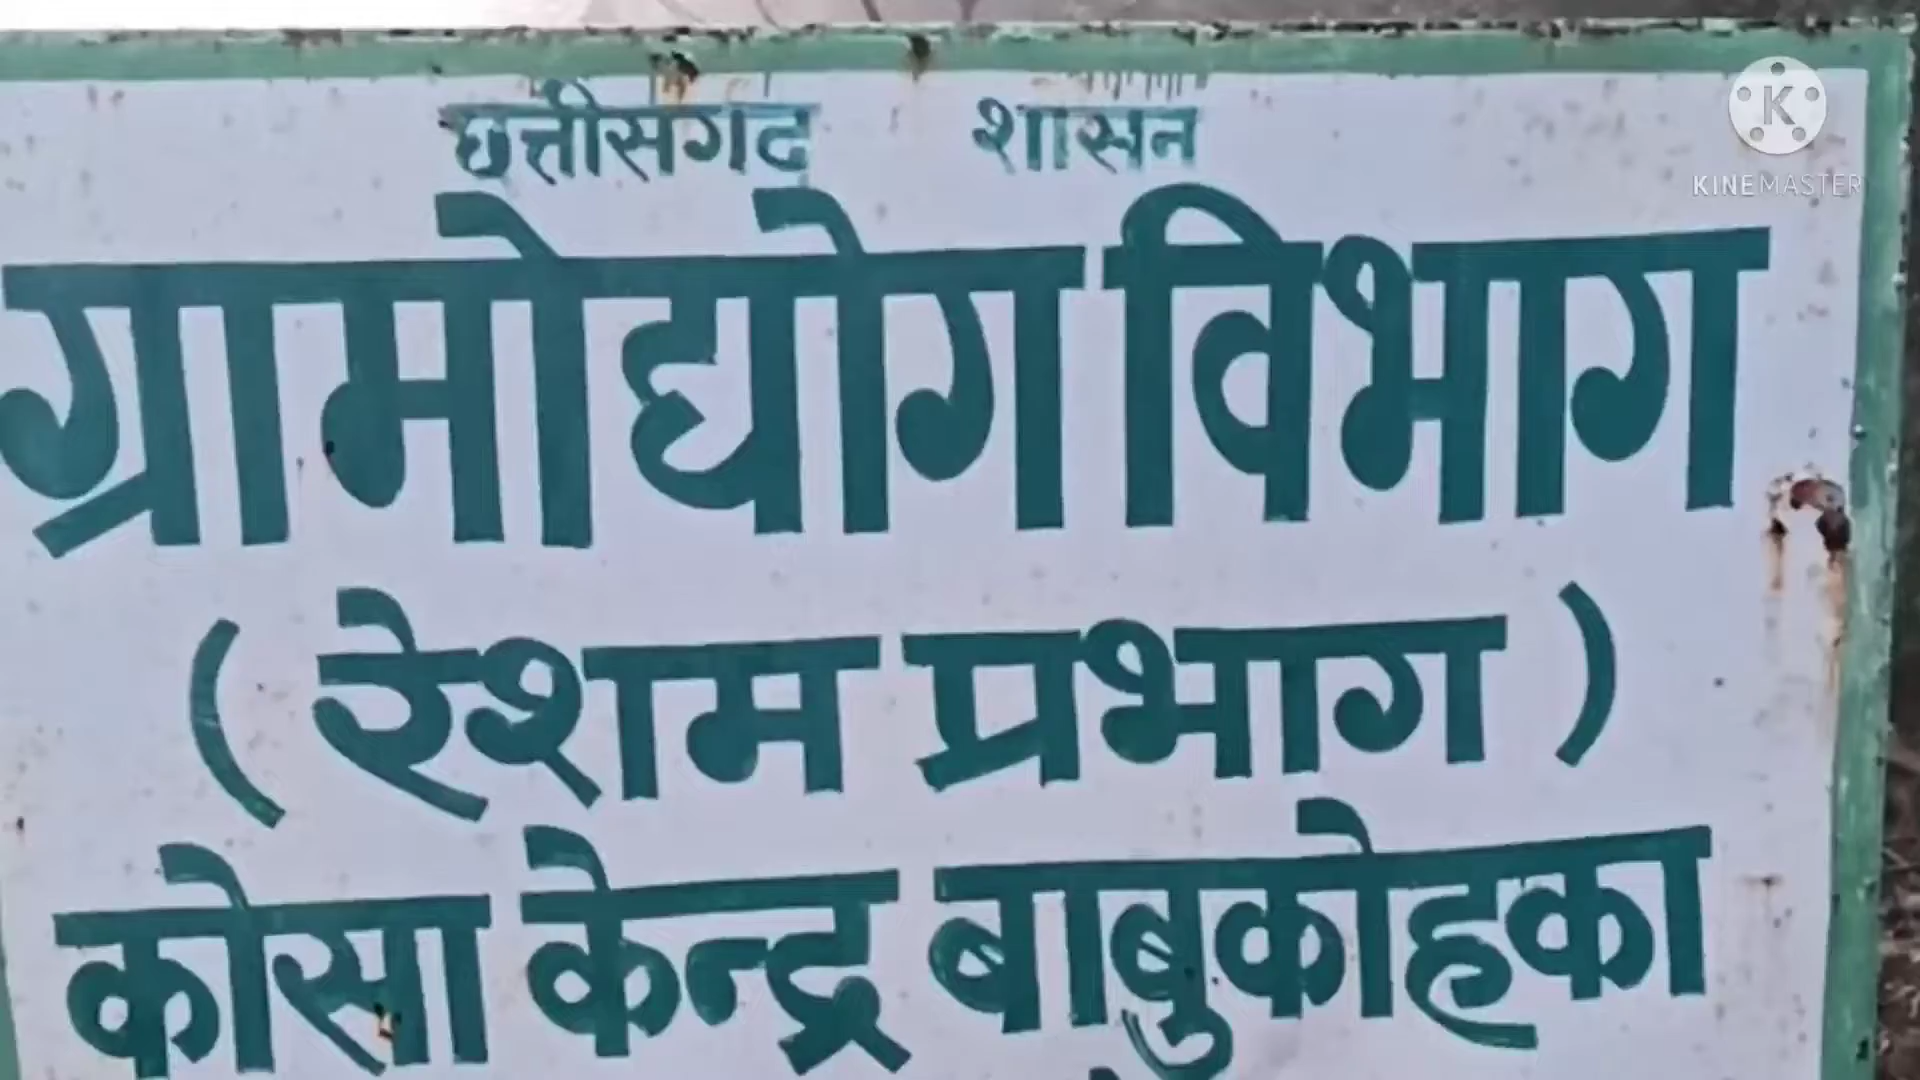 छत्तीसगढ़ शासन
KINEMASTER
ग्रामोद्योग विभाग
( रेशम प्रभाग )
कोसा केन्द्र बाबुकोहका